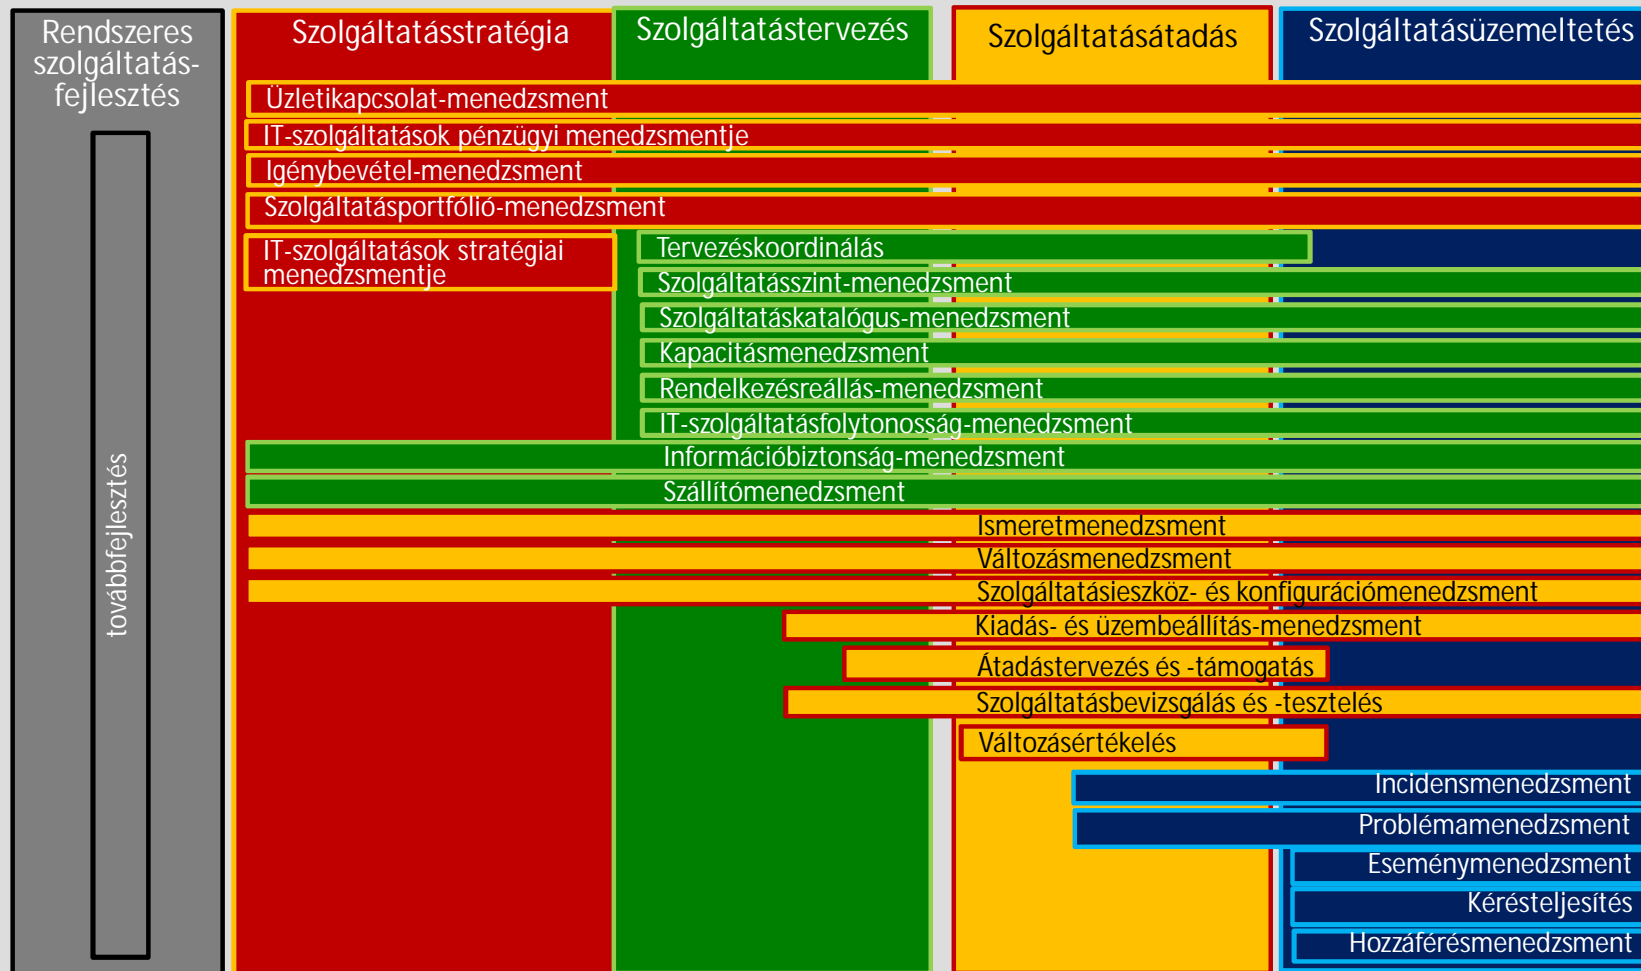 Rendszeres
szolgáltatás-
fejlesztés
továbbfejlesztés
Szolgáltatásstratégia
Szolgáltatástervezés
Szolgáltatásátadás
Szolgáltatásüzemeltetés
Üzletikapcsolat-menedzsment
IT-szolgáltatások pénzügyi menedzsmentje
Igénybevétel-menedzsment
Szolgáltatásportfólió-menedzsment
IT-szolgáltatások stratégiai
menedzsmentje
Tervezéskoordinálás
Szolgáltatásszint-menedzsment
Szolgáltatáskatalógus-menedzsment
Kapacitásmenedzsment
Rendelkezésreállás-menedzsment
IT-szolgáltatásfolytonosság-menedzsment
Információbiztonság-menedzsment
Szállítómenedzsment
Ismeretmenedzsment
Változásmenedzsment
Szolgáltatásieszköz- és konfigurációmenedzsment
Kiadás- és üzembeállítás-menedzsment
Átadástervezés és -támogatás
Szolgáltatásbevizsgálás és -tesztelés
Változásértékelés
Incidensmenedzsment
Problémamenedzsment
Eseménymenedzsment
Kérésteljesítés
Hozzáférésmenedzsment